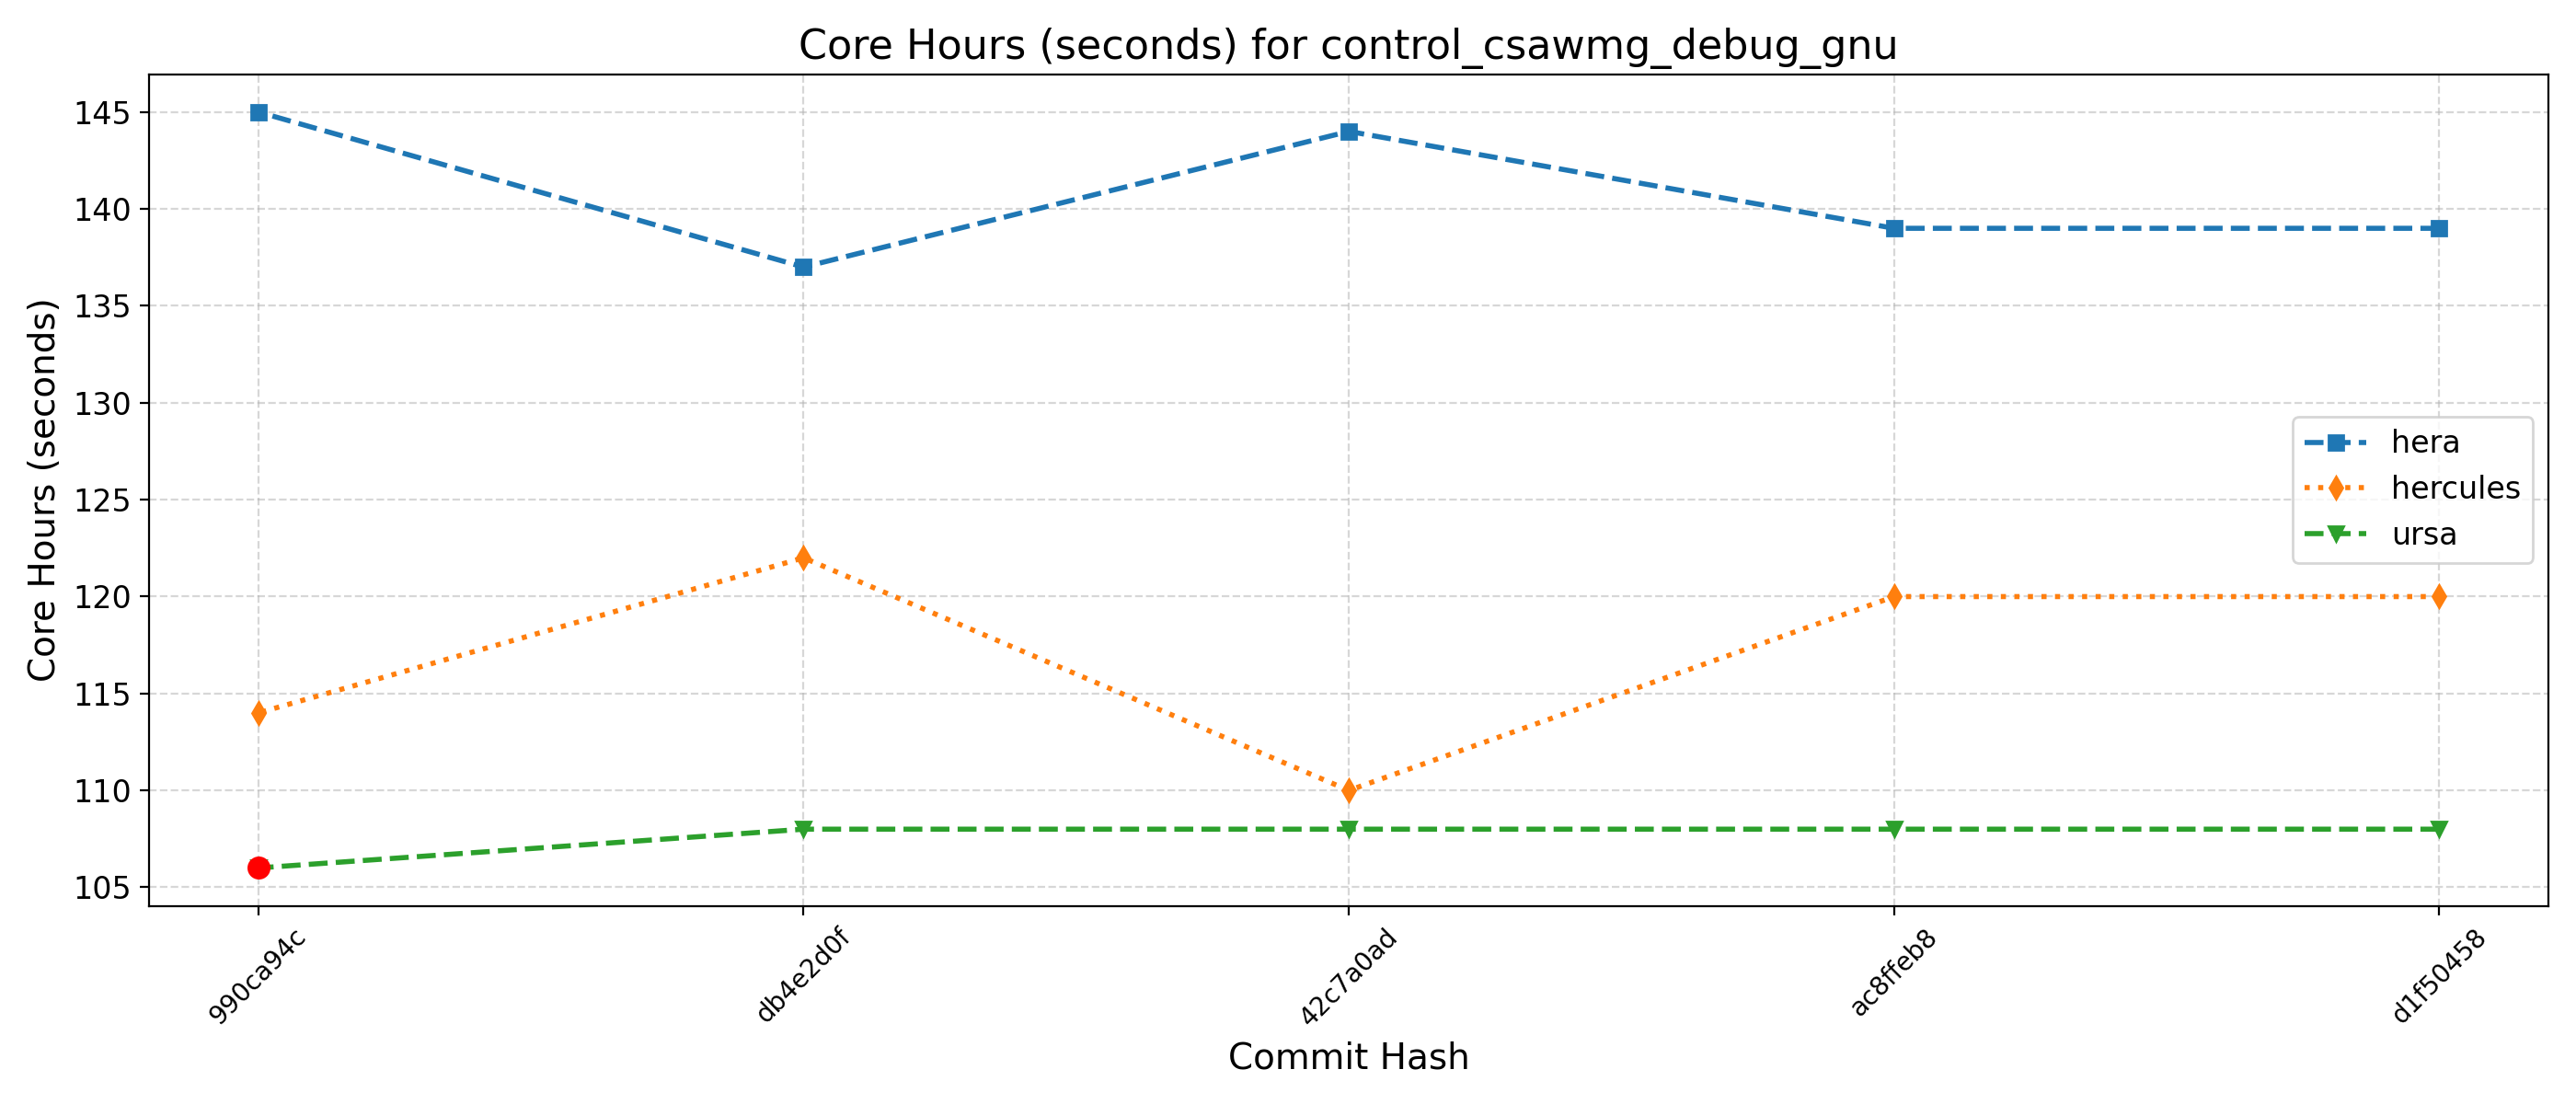 Core Hours (seconds) for control_csawmg_debug_gnu
Core Hours (seconds)
145
140
135
130
125
120
115
110
105
hera
hercules
ursa
990ca94c
db4e2d0f
42c7a0ad
ac8ffeb8
d1f50458
Commit Hash